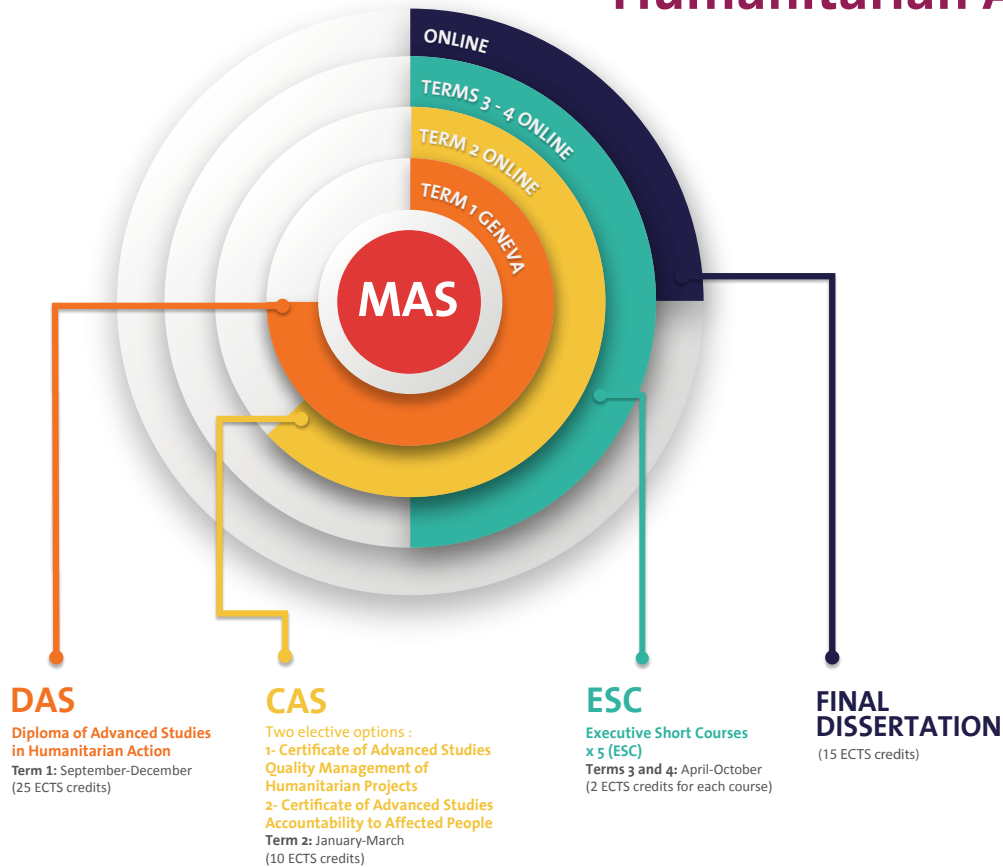 Humanitarian A
ONLINE
TERMS 3 - 4 ONLINE
TERM 2 ONLINE
TERM 1 GENEVA
MAS
DAS
Diploma of Advanced Studies
in Humanitarian Action
Term 1: September-December
(25 ECTS credits)
CAS
Two elective options :
1- Certificate of Advanced Studies
Quality Management of
Humanitarian Projects
2- Certificate of Advanced Studies
Accountability to Affected People
Term 2: January-March
(10 ECTS credits)
ESC
Executive Short Courses
x 5 (ESC)
Terms 3 and 4: April-October
(2 ECTS credits for each course)
FINAL
DISSERTATION
(15 ECTS credits)